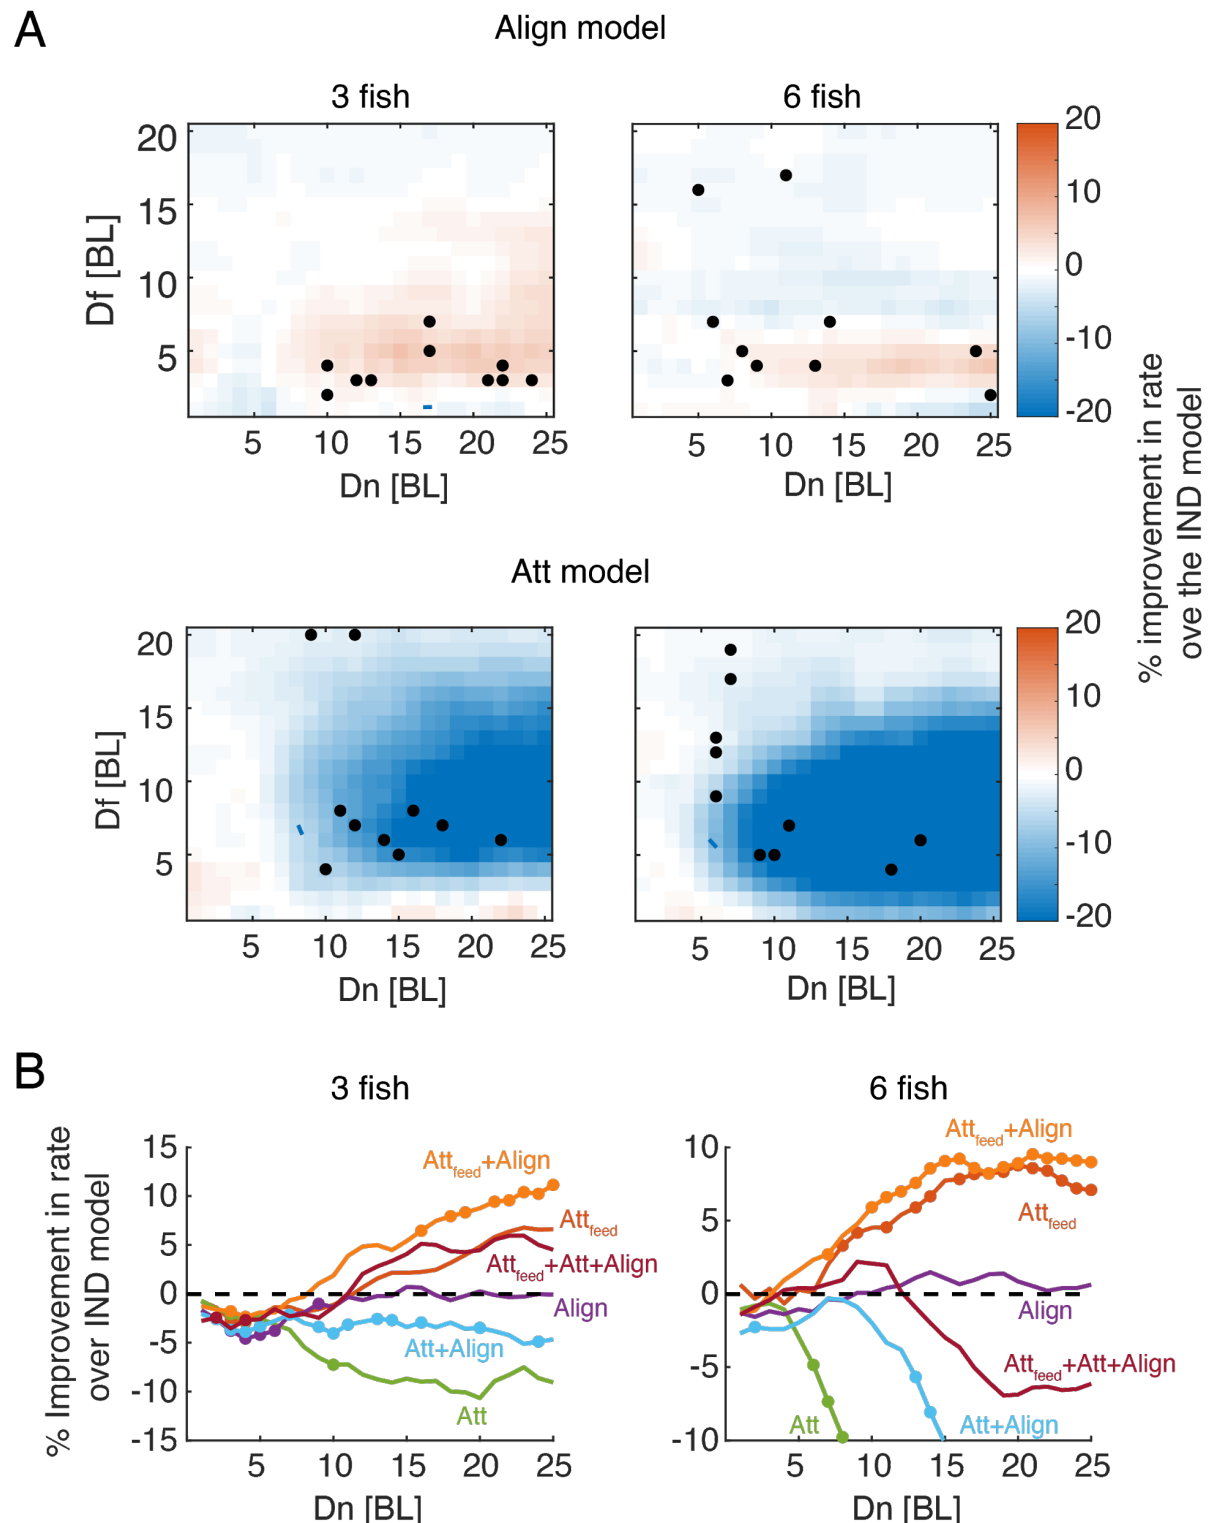 A
Align model
3 fish
6 fish
20
15
10
5
Df [BL]
5 10 15 20 25
Dn [BL]
5 10 15 20 25
Dn [BL]
20
10
0
-10
-20
% improvement in rate
ove the IND model
Att model
20
15
10
5
Df [BL]
5 10 15 20 25
Dn [BL]
5 10 15 20 25
Dn [BL]
20
10
0
-10
-20
B
3 fish
6 fish
% Improvement in rate
over IND model
15
10
5
0
-5
-10
-15
Attfeed+Align
Attfeed
Attfeed+Att+Align
Align
Att+Align
Att
5 10 15 20 25
Dn [BL]
10
5
0
-5
-10
Attfeed+Align
Attfeed
Align
Attfeed+Att+Align
Att
Att+Align
5 10 15 20 25
Dn [BL]